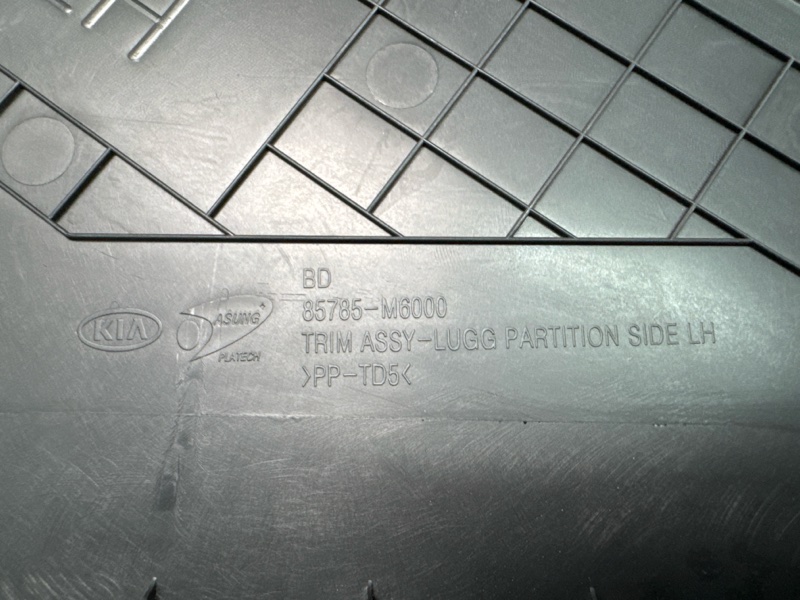 BD
85785-M6000
TRIM ASSY-LUGG PARTITION SIDE LH
>PP-TD5<
KIA
DASUNG
PLATECH